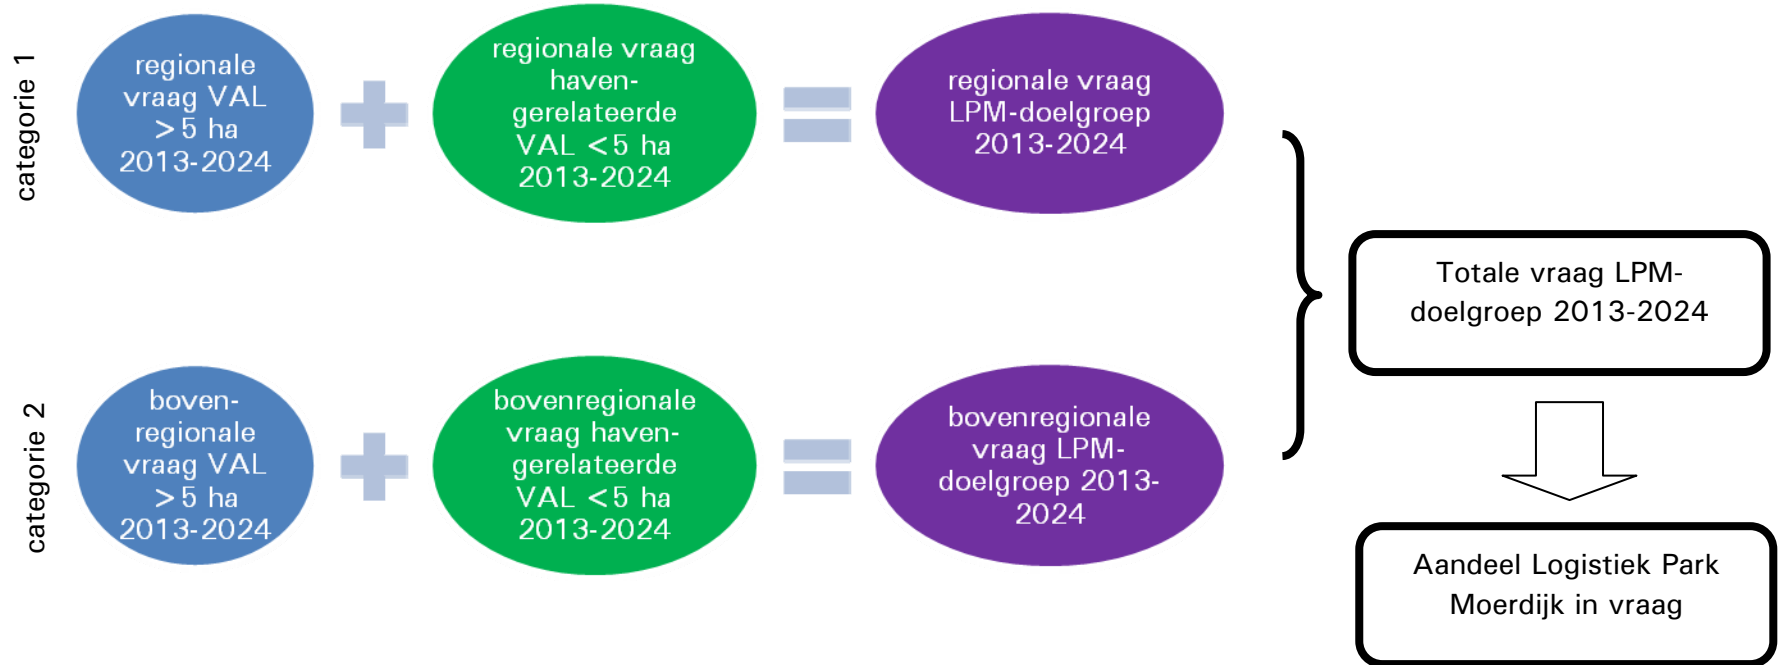 categorie 1
regionale
vraag VAL
>5 ha
2013-2024
regionale vraag
haven-
gerelateerde
VAL <5 ha
2013-2024
regionale vraag
LPM-doelgroep
2013-2024
categorie 2
boven-
regionale
vraag VAL
>5 ha
2013-2024
bovenregionale
vraag haven-
gerelateerde
VAL <5 ha
2013-2024
bovenregionale
vraag LPM-
doelgroep 2013-
2024
Totale vraag LPM-
doelgroep 2013-2024
Aandeel Logistiek Park
Moerdijk in vraag